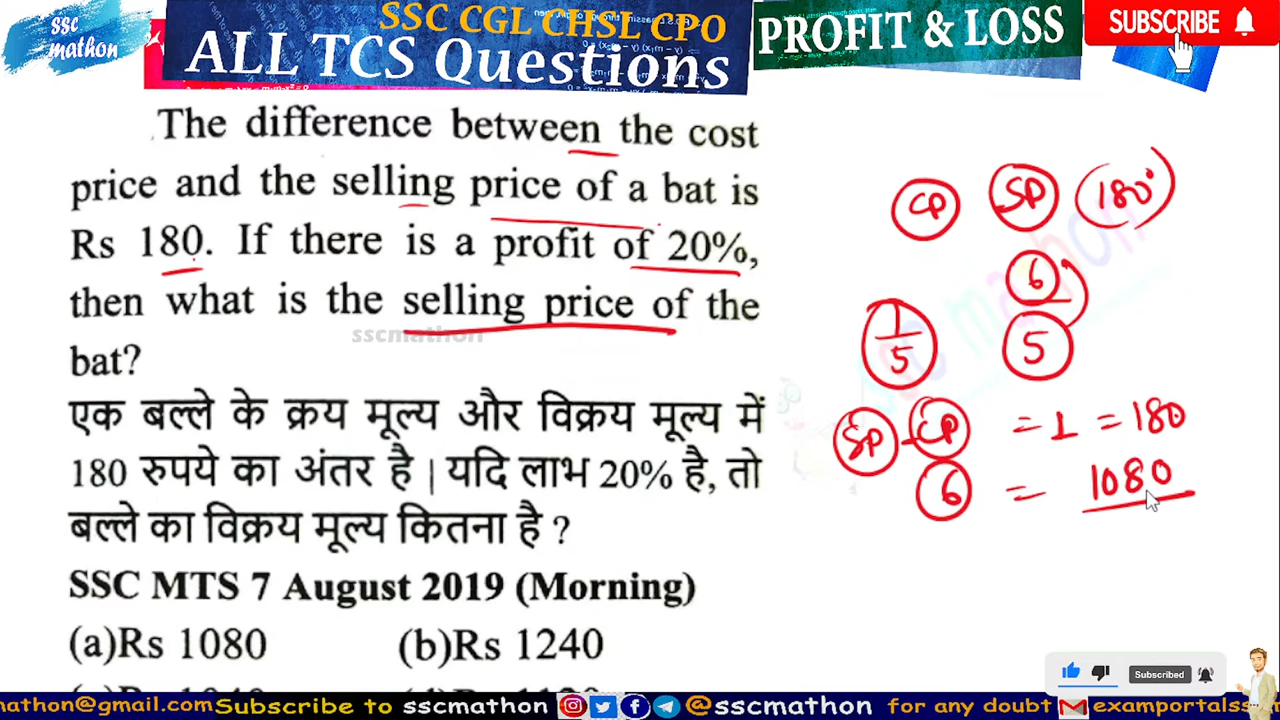 SSC CGL CHSL CPO
ssc mathon
ALL TCS Questions
PROFIT & LOSS
SUBSCRIBE
The difference between the cost
price and the selling price of a bat is
Rs 180. If there is a profit of 20%,
then what is the selling price of the
sscmathon
bat?
एक बल्ले के क्रय मूल्य और विक्रय मूल्य में
180 रुपये का अंतर है | यदि लाभ 20% है, तो
बल्ले का विक्रय मूल्य कितना है ?
SSC MTS 7 August 2019 (Morning)
(a)Rs 1080 (b)Rs 1240
CP SP 180
6
1/5 5
SP - CP = 1 = 180
6 = 1080
Subscribed
mathon@gmail.com Subscribe to @sscmathon for any doubt examportalss